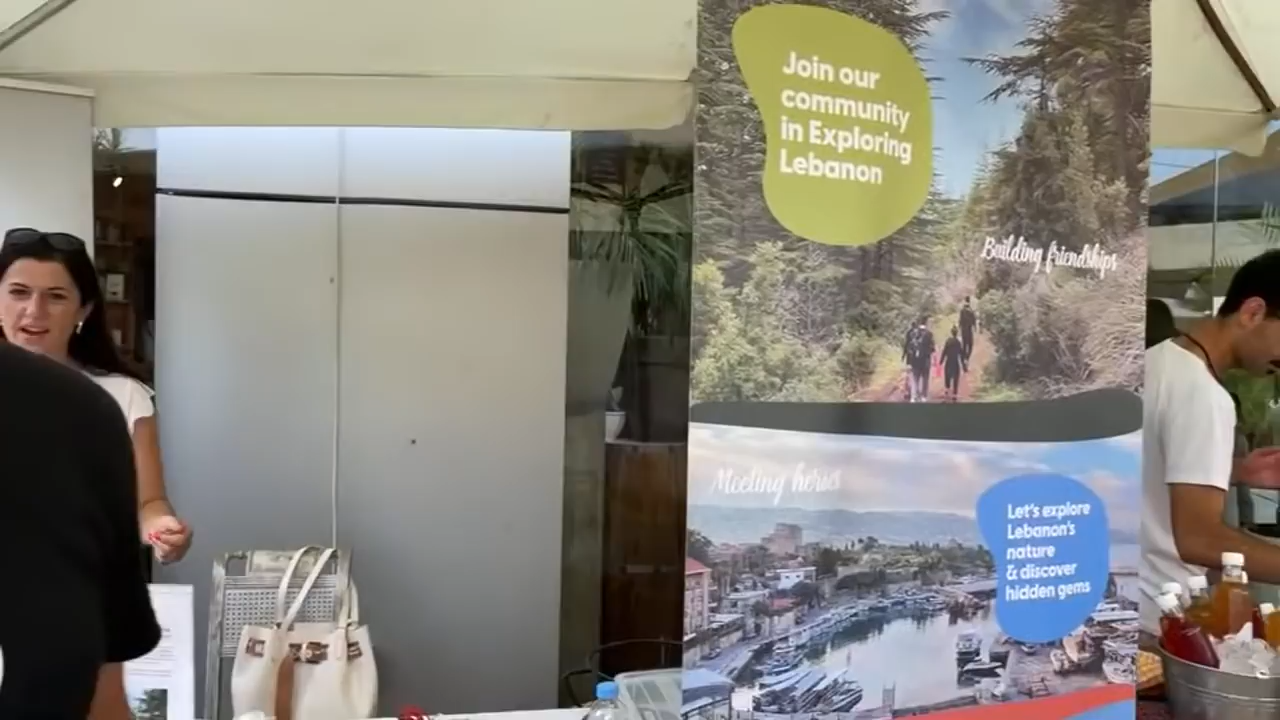 Join our
community
in Exploring
Lebanon
Building friendships
Meeting heroes
Let's explore
Lebanon's
nature
& discover
hidden gems